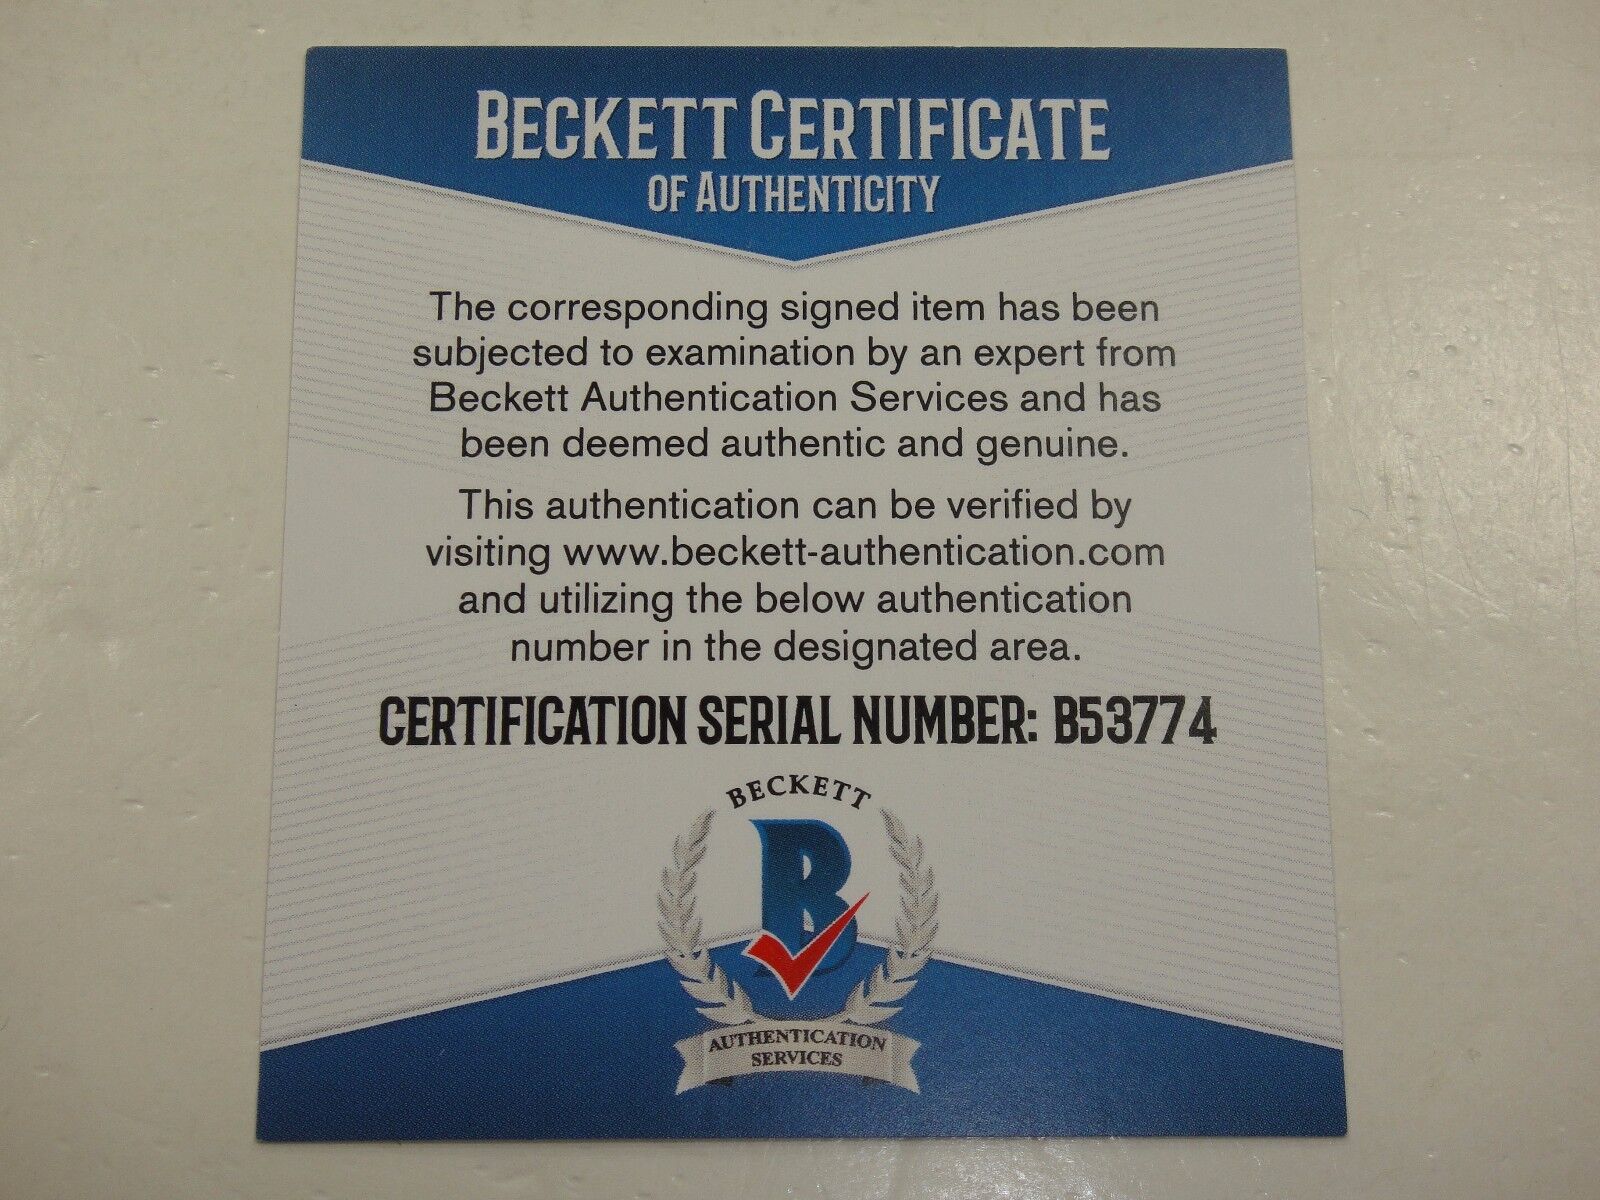 BECKETT CERTIFICATE
OF AUTHENTICITY
The corresponding signed item has been
subjected to examination by an expert from
Beckett Authentication Services and has
been deemed authentic and genuine.
This authentication can be verified by
visiting www.beckett-authentication.com
and utilizing the below authentication
number in the designated area.
CERTIFICATION SERIAL NUMBER: B53774
BECKETT
B
AUTHENTICATION
SERVICES